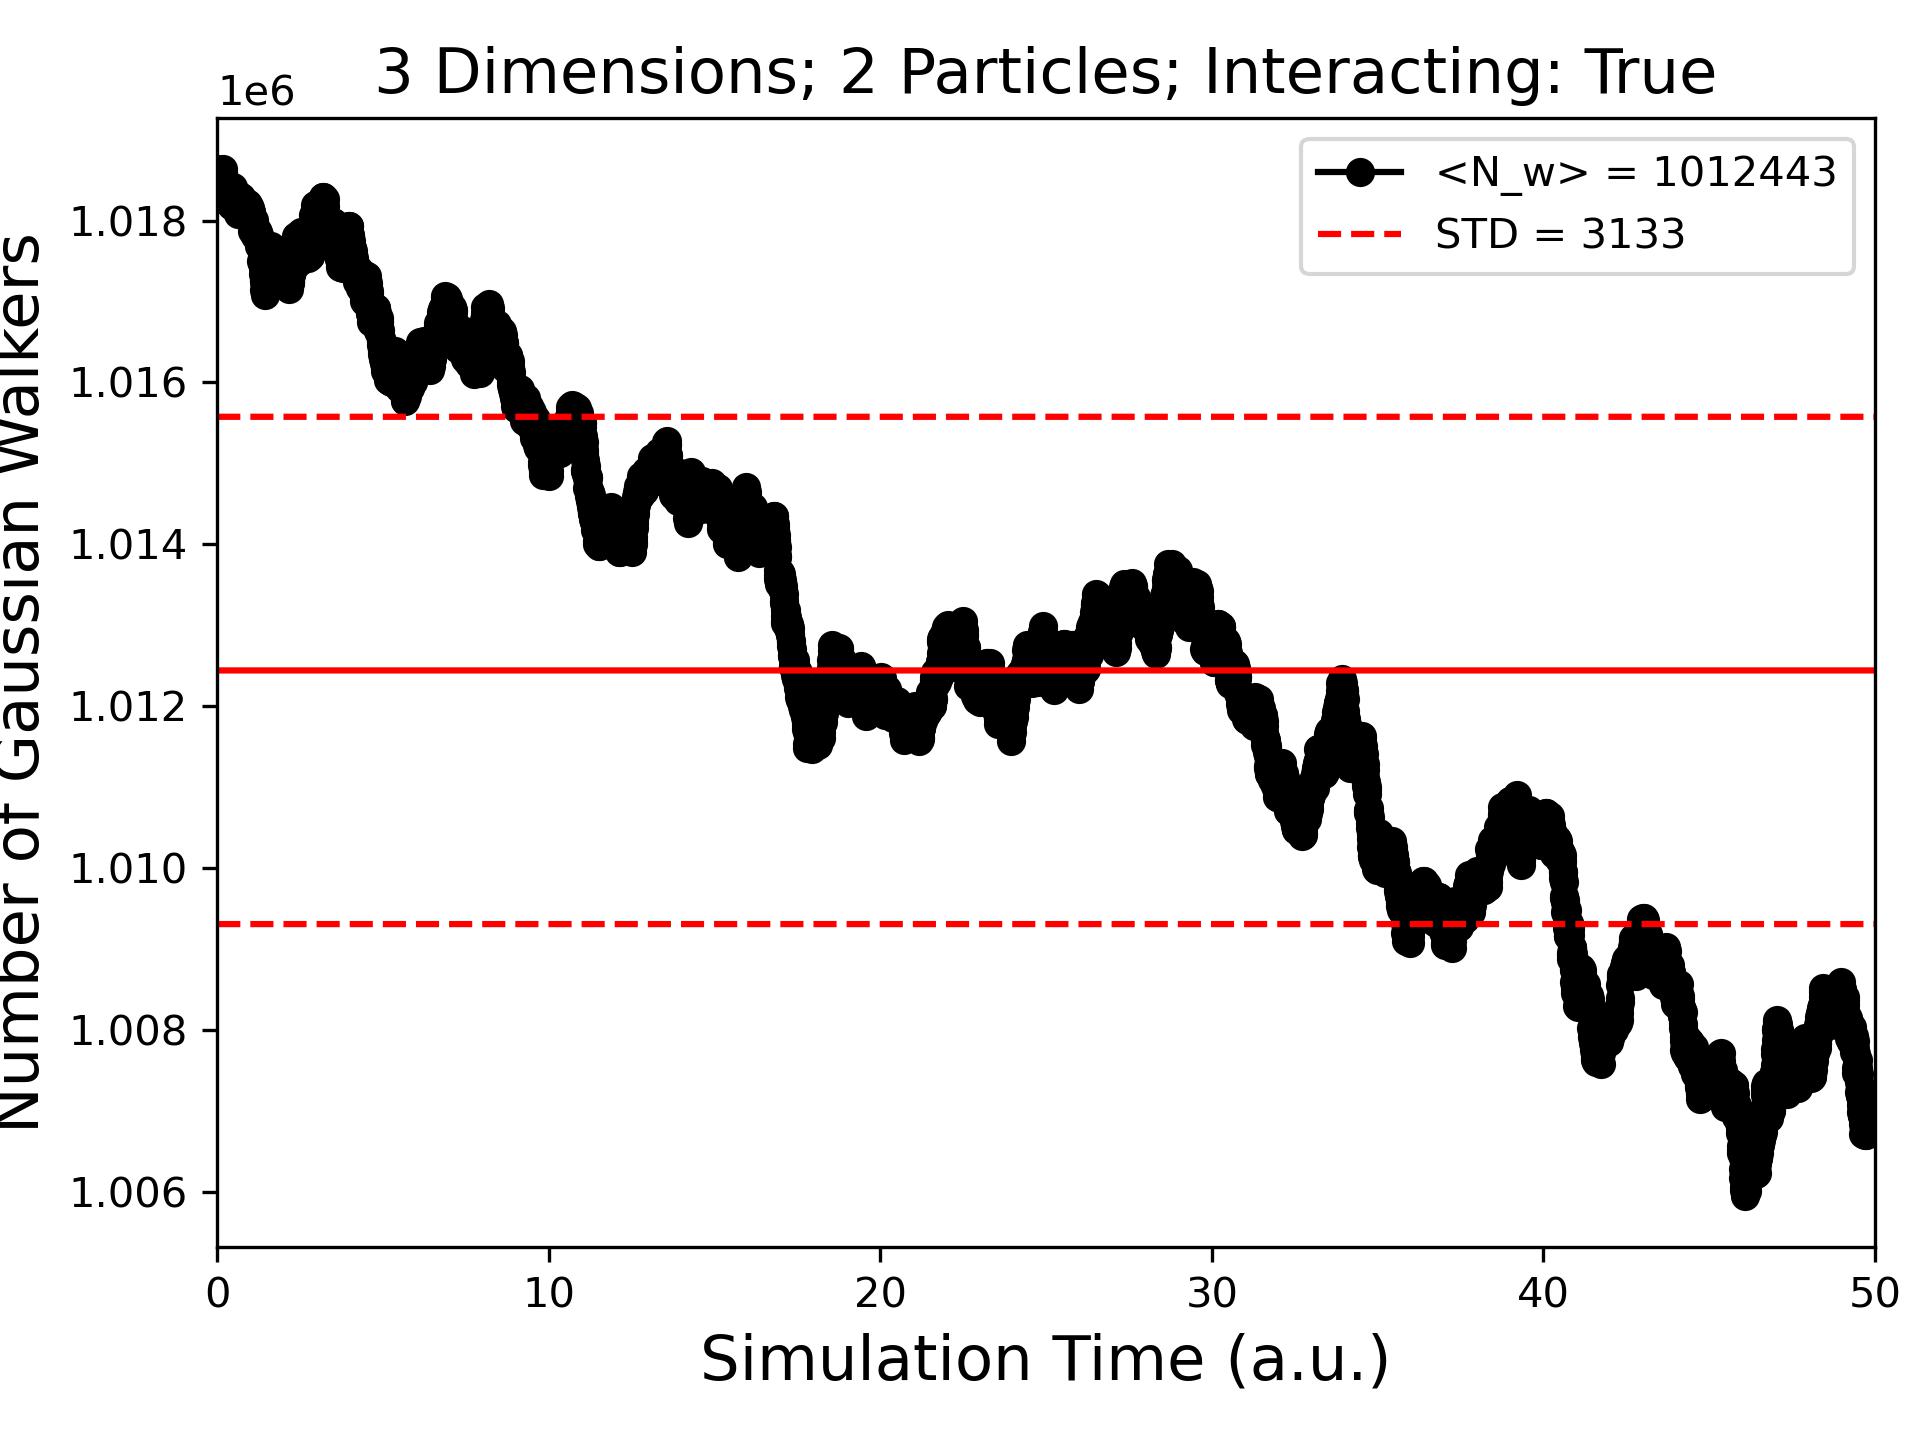 3 Dimensions; 2 Particles; Interacting: True
1e6
<N_w> = 1012443
STD = 3133
1.018
1.016
1.014
1.012
1.010
1.008
1.006
Number of Gaussian Walkers
0 10 20 30 40 50
Simulation Time (a.u.)